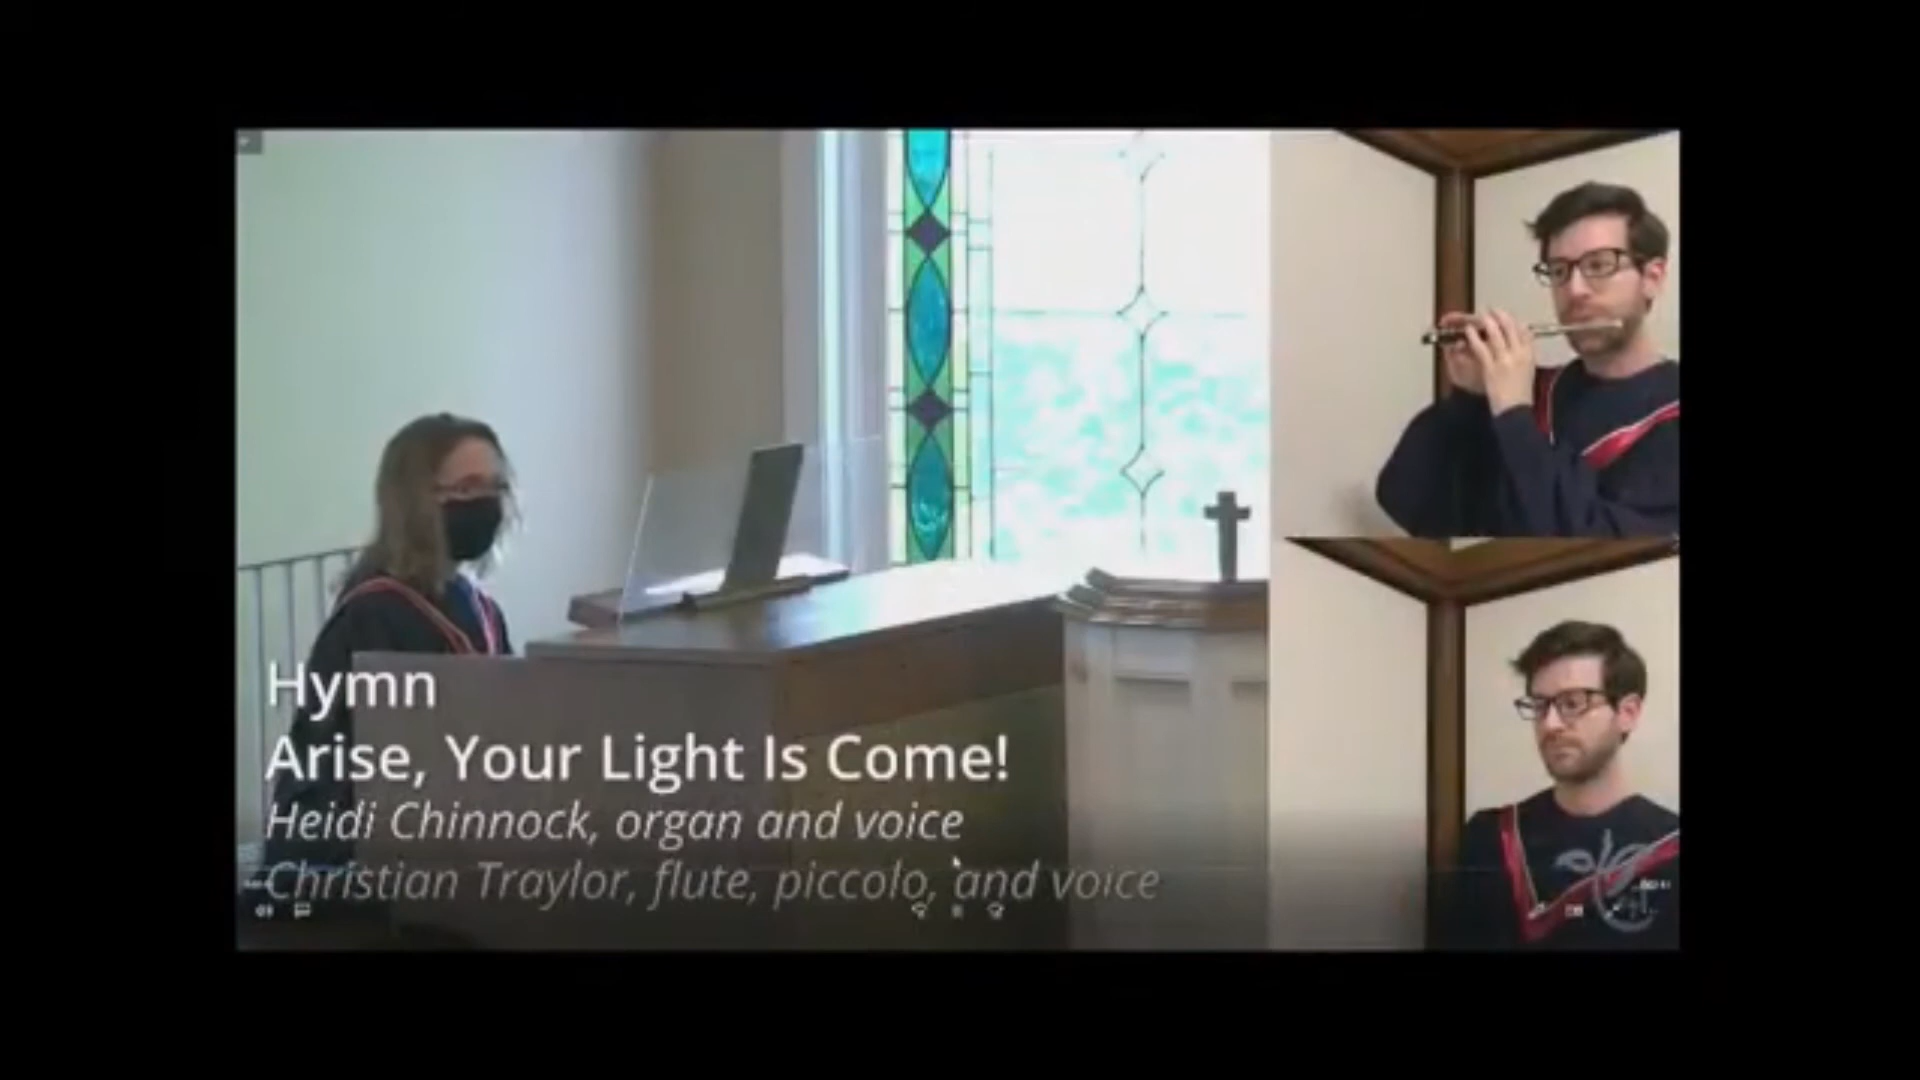 Hymn
Arise, Your Light Is Come!
Heidi Chinnock, organ and voice
Christian Traylor, flute, piccolo, and voice